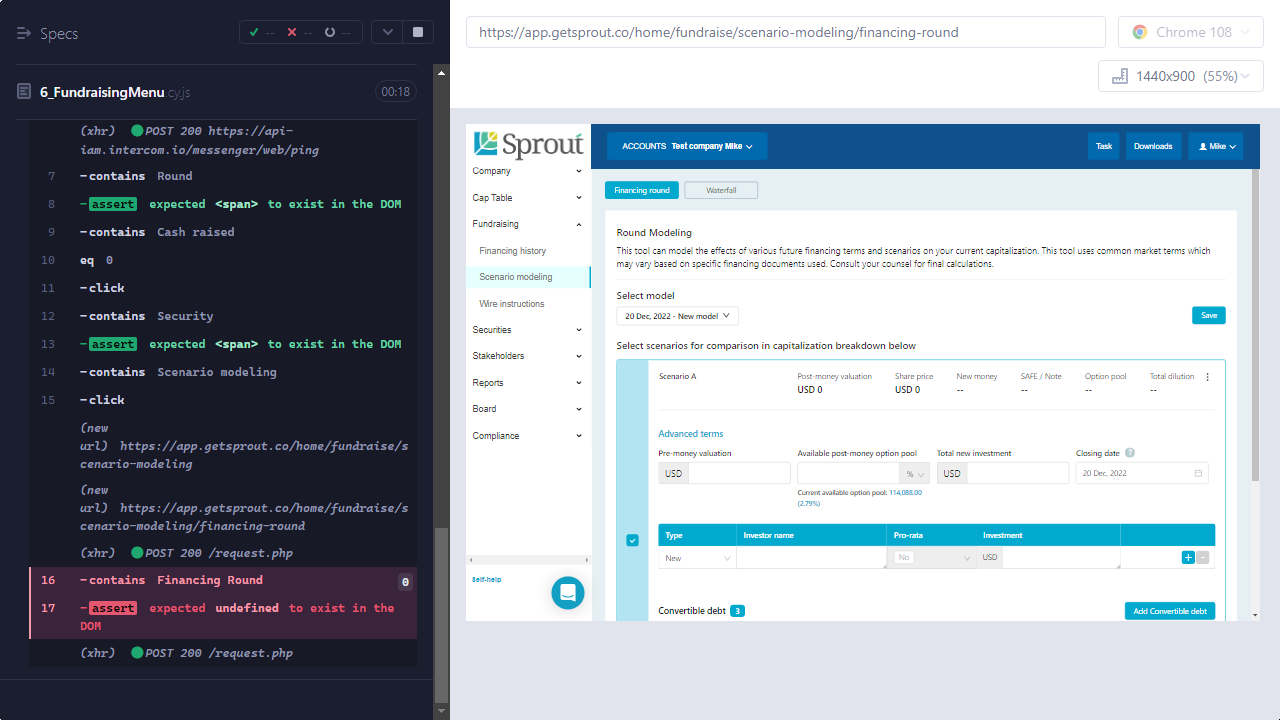 Specs
--
--
--
6_FundraisingMenu.cy.js
00:18
(xhr) POST 200 https://api-
iam.intercom.io/messenger/web/ping
7 -contains Round
8 -assert expected <span> to exist in the DOM
9 -contains Cash raised
10 eq 0
11 -click
12 -contains Security
13 -assert expected <span> to exist in the DOM
14 -contains Scenario modeling
15 -click
(new
url) https://app.getsprout.co/home/fundraise/s
cenario-modeling
(new
url) https://app.getsprout.co/home/fundraise/s
cenario-modeling/financing-round
(xhr) POST 200 /request.php
16 -contains Financing Round 0
17 -assert expected undefined to exist in the
DOM
(xhr) POST 200 /request.php
https://app.getsprout.co/home/fundraise/scenario-modeling/financing-round
Chrome 108
1440x900 (55%)
Sprout
ACCOUNTS Test company Mike
Task
Downloads
Mike
Company
Cap Table
Fundraising
Financing history
Scenario modeling
Wire instructions
Securities
Stakeholders
Reports
Board
Compliance
Self-help
Financing round
Waterfall
Round Modeling
This tool can model the effects of various future financing terms and scenarios on your current capitalization. This tool uses common market terms which
may vary based on specific financing documents used. Consult your counsel for final calculations.
Select model
20 Dec, 2022 - New model
Save
Select scenarios for comparison in capitalization breakdown below
Scenario A
Post-money valuation
USD 0
Share price
USD 0
New money
--
SAFE / Note
--
Option pool
--
Total dilution
--
Advanced terms
Pre-money valuation
USD
Available post-money option pool
%
Current available option pool: 114,088.00
(2.79%)
Total new investment
USD
Closing date ?
20 Dec, 2022
Type Investor name Pro-rata Investment
New No USD + -
Convertible debt 3
Add Convertible debt